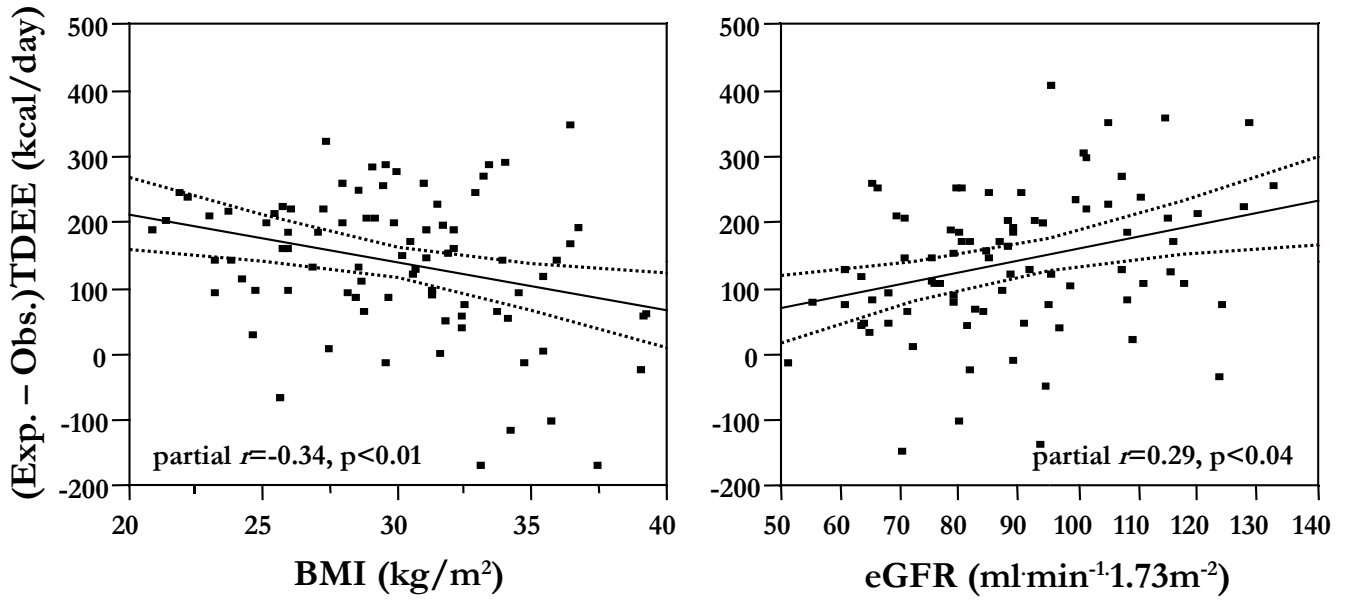 (Exp. – Obs.)TDEE (kcal/day)
500
400
300
200
100
0
-100
-200
partial r=-0.34, p<0.01
20 25 30 35 40
BMI (kg/m²)
500
400
300
200
100
0
-100
-200
partial r=0.29, p<0.04
50 60 70 80 90 100 110 120 130 140
eGFR (ml·min⁻¹·1.73m⁻²)